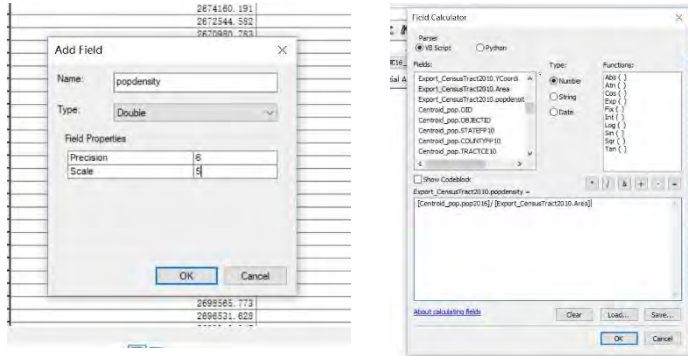 2674160.191
2672544.582
2670980.783
Add Field
Name: popdensity
Type: Double
Field Properties
Precision 6
Scale 5
OK Cancel
2698565.773
2696531.628
Field Calculator
Parser
VB Script Python
Fields: Type: Functions:
Export_CensusTract2010.YCoordi
Export_CensusTract2010.Area
Export_CensusTract2010.popdensit
Centroid_pop.OID
Centroid_pop.OBJECTID
Centroid_pop.STATEFP10
Centroid_pop.COUNTYFP10
Centroid_pop.TRACTCE10
Number
String
Date
Abs ( )
Atn ( )
Cos ( )
Exp ( )
Fix ( )
Int ( )
Log ( )
Sin ( )
Sqr ( )
Tan ( )
Show Codeblock
* / & + - =
Export_CensusTract2010.popdensity =
[Centroid_pop.pop2016]/ [Export_CensusTract2010.Area]
About calculating fields Clear Load... Save...
OK Cancel